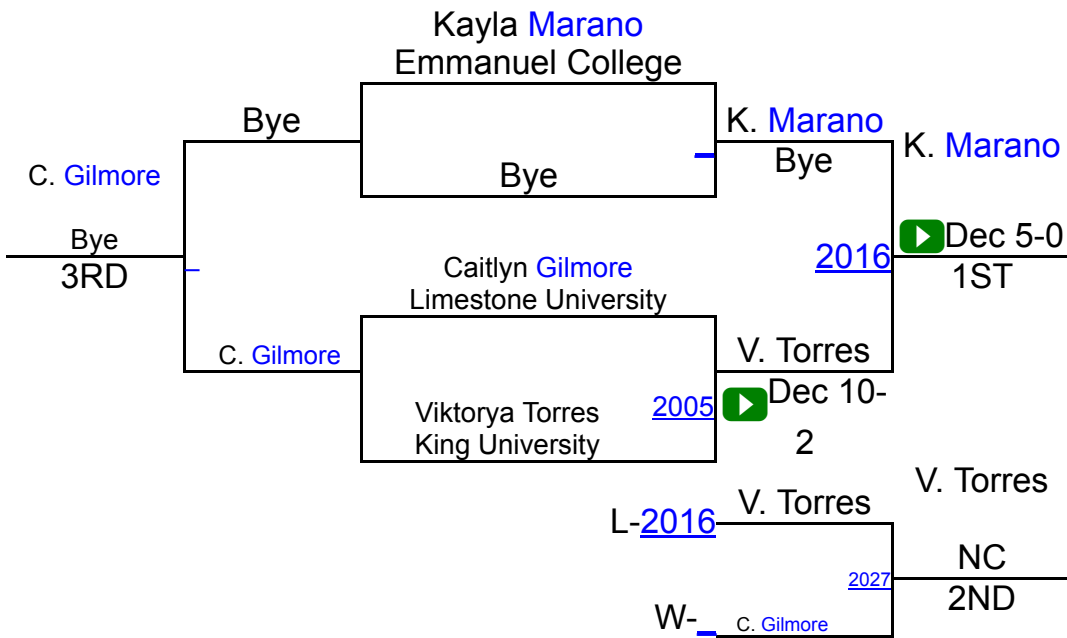 Kayla Marano
Emmanuel College
Bye
K. Marano
Bye
Bye
K. Marano
C. Gilmore
Bye
3RD
2016
Dec 5-0
1ST
Caitlyn Gilmore
Limestone University
C. Gilmore
V. Torres
Viktorya Torres
King University
2005
Dec 10-
2
L-2016
V. Torres
V. Torres
2027
NC
2ND
W-_
C. Gilmore